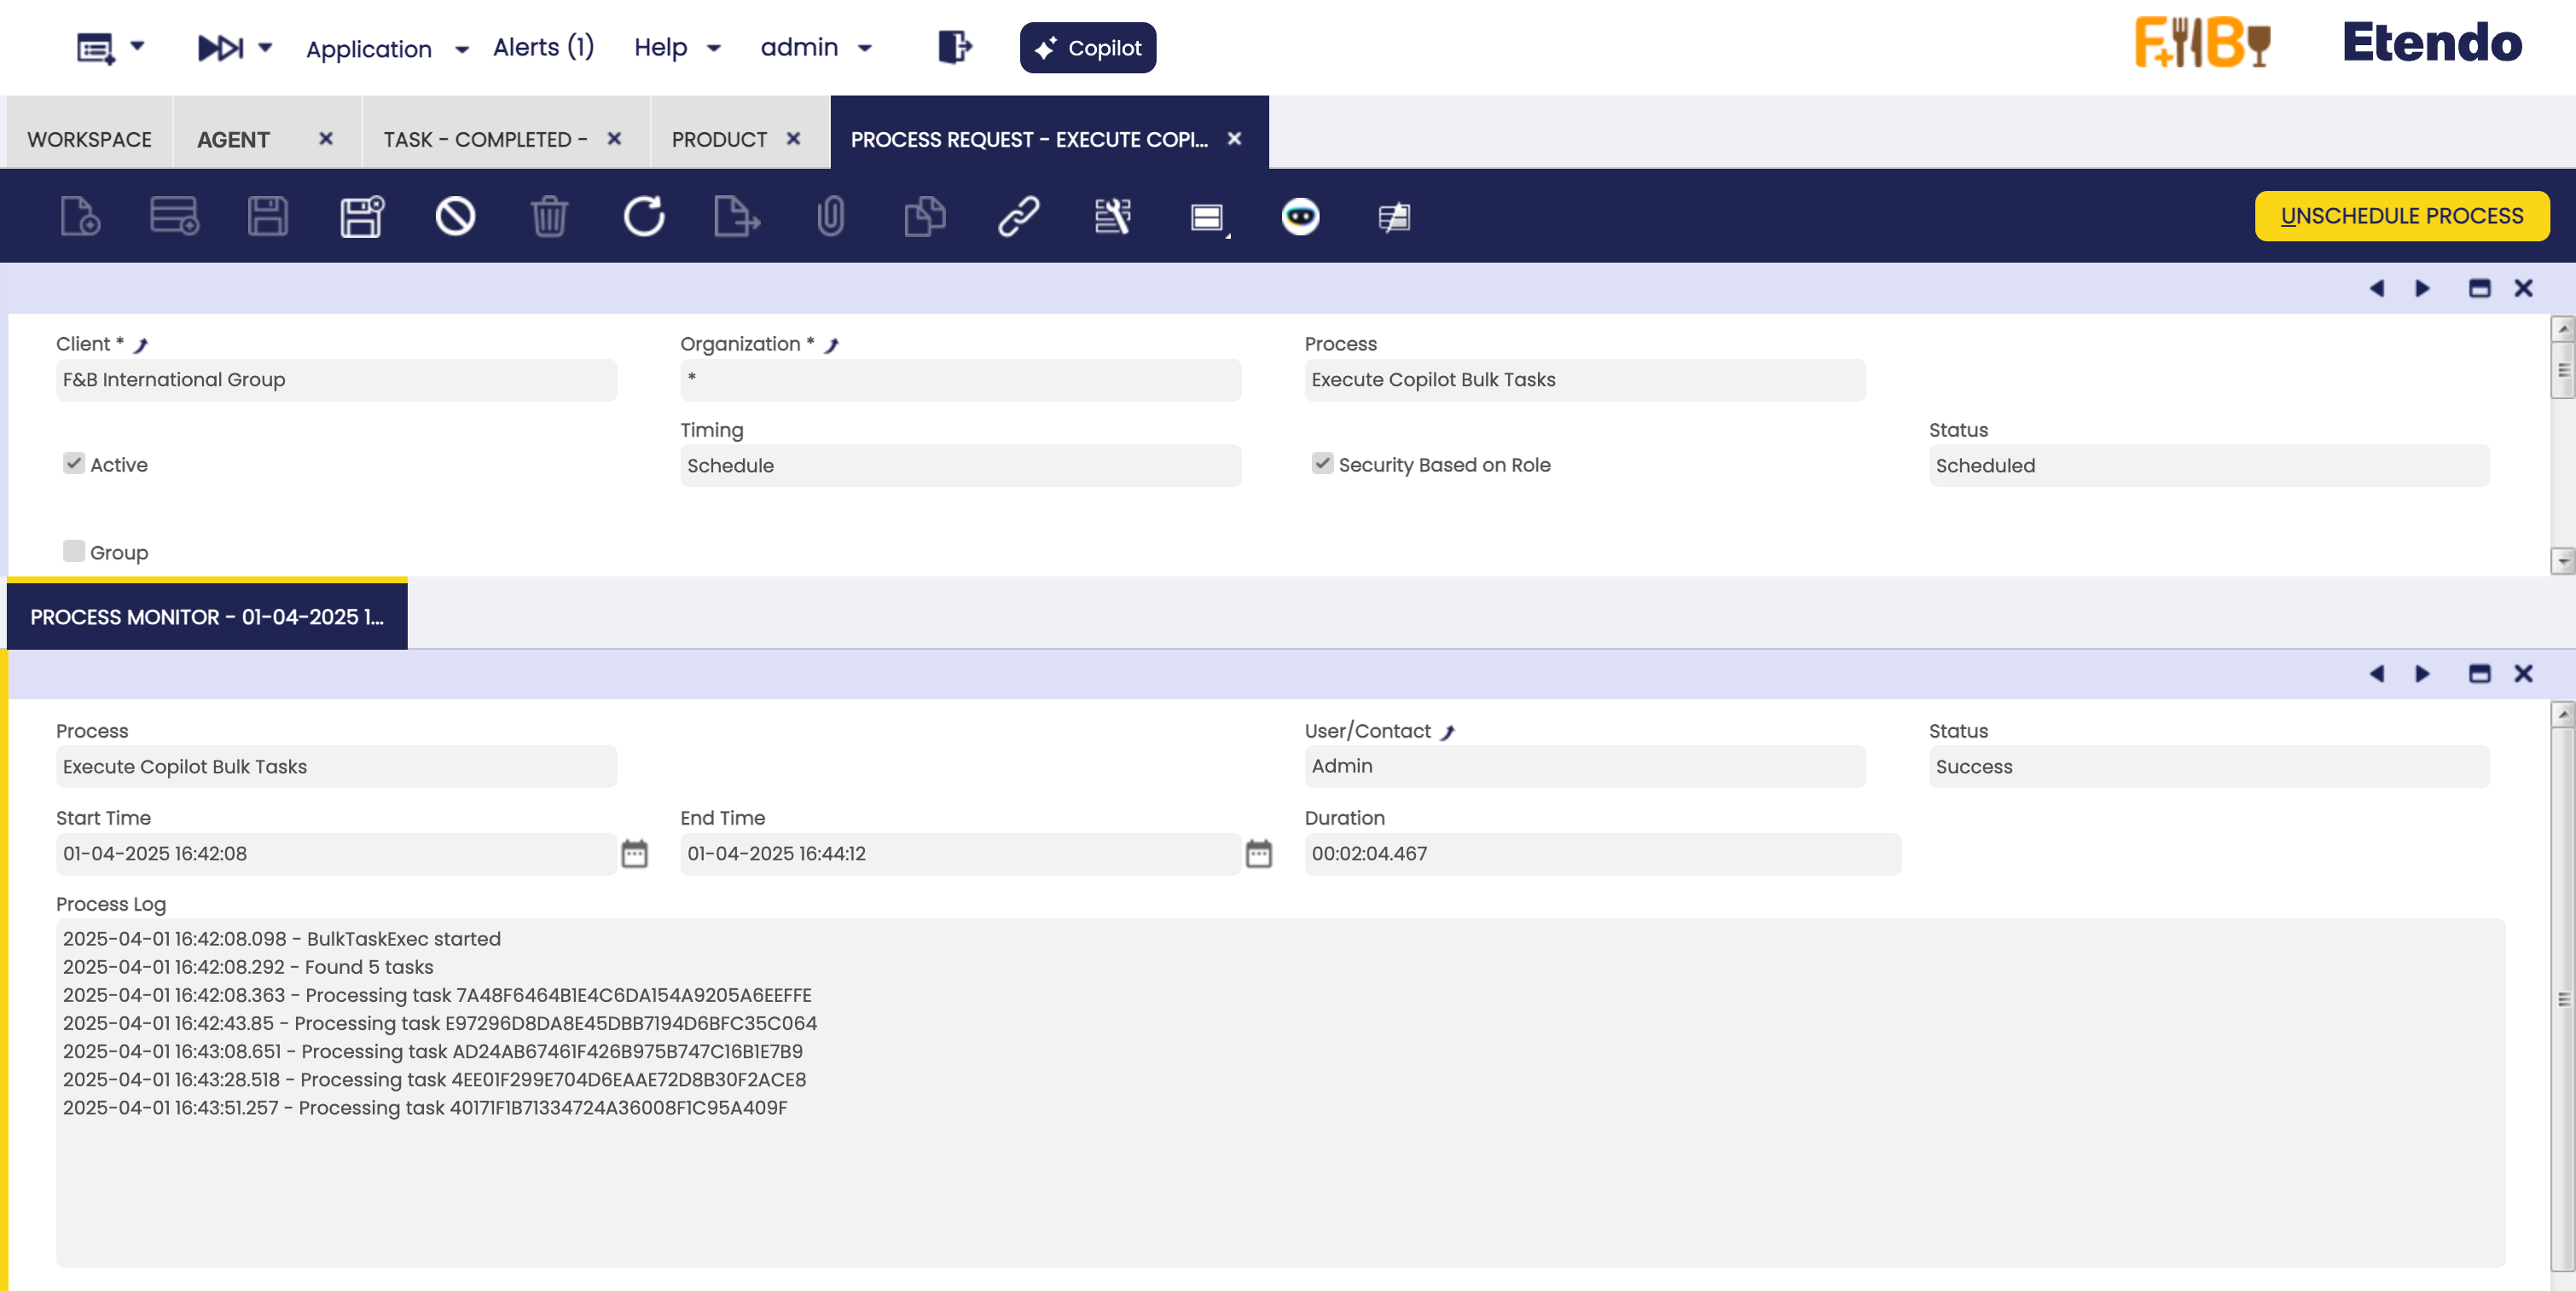 Application
Alerts (1)
Help
admin
Copilot
F&B
Etendo
WORKSPACE
AGENT
TASK - COMPLETED -
PRODUCT
PROCESS REQUEST - EXECUTE COPI...
UNSCHEDULE PROCESS
Client *
Organization *
Process
F&B International Group
*
Execute Copilot Bulk Tasks
Timing
Status
Active
Schedule
Security Based on Role
Scheduled
Group
PROCESS MONITOR - 01-04-2025 1...
Process
User/Contact
Status
Execute Copilot Bulk Tasks
Admin
Success
Start Time
End Time
Duration
01-04-2025 16:42:08
01-04-2025 16:44:12
00:02:04.467
Process Log
2025-04-01 16:42:08.098 - BulkTaskExec started
2025-04-01 16:42:08.292 - Found 5 tasks
2025-04-01 16:42:08.363 - Processing task 7A48F6464B1E4C6DA154A9205A6EEFFE
2025-04-01 16:42:43.85 - Processing task E97296D8DA8E45DBB7194D6BFC35C064
2025-04-01 16:43:08.651 - Processing task AD24AB67461F426B975B747C16B1E7B9
2025-04-01 16:43:28.518 - Processing task 4EE01F299E704D6EAAE72D8B30F2ACE8
2025-04-01 16:43:51.257 - Processing task 40171F1B71334724A36008F1C95A409F